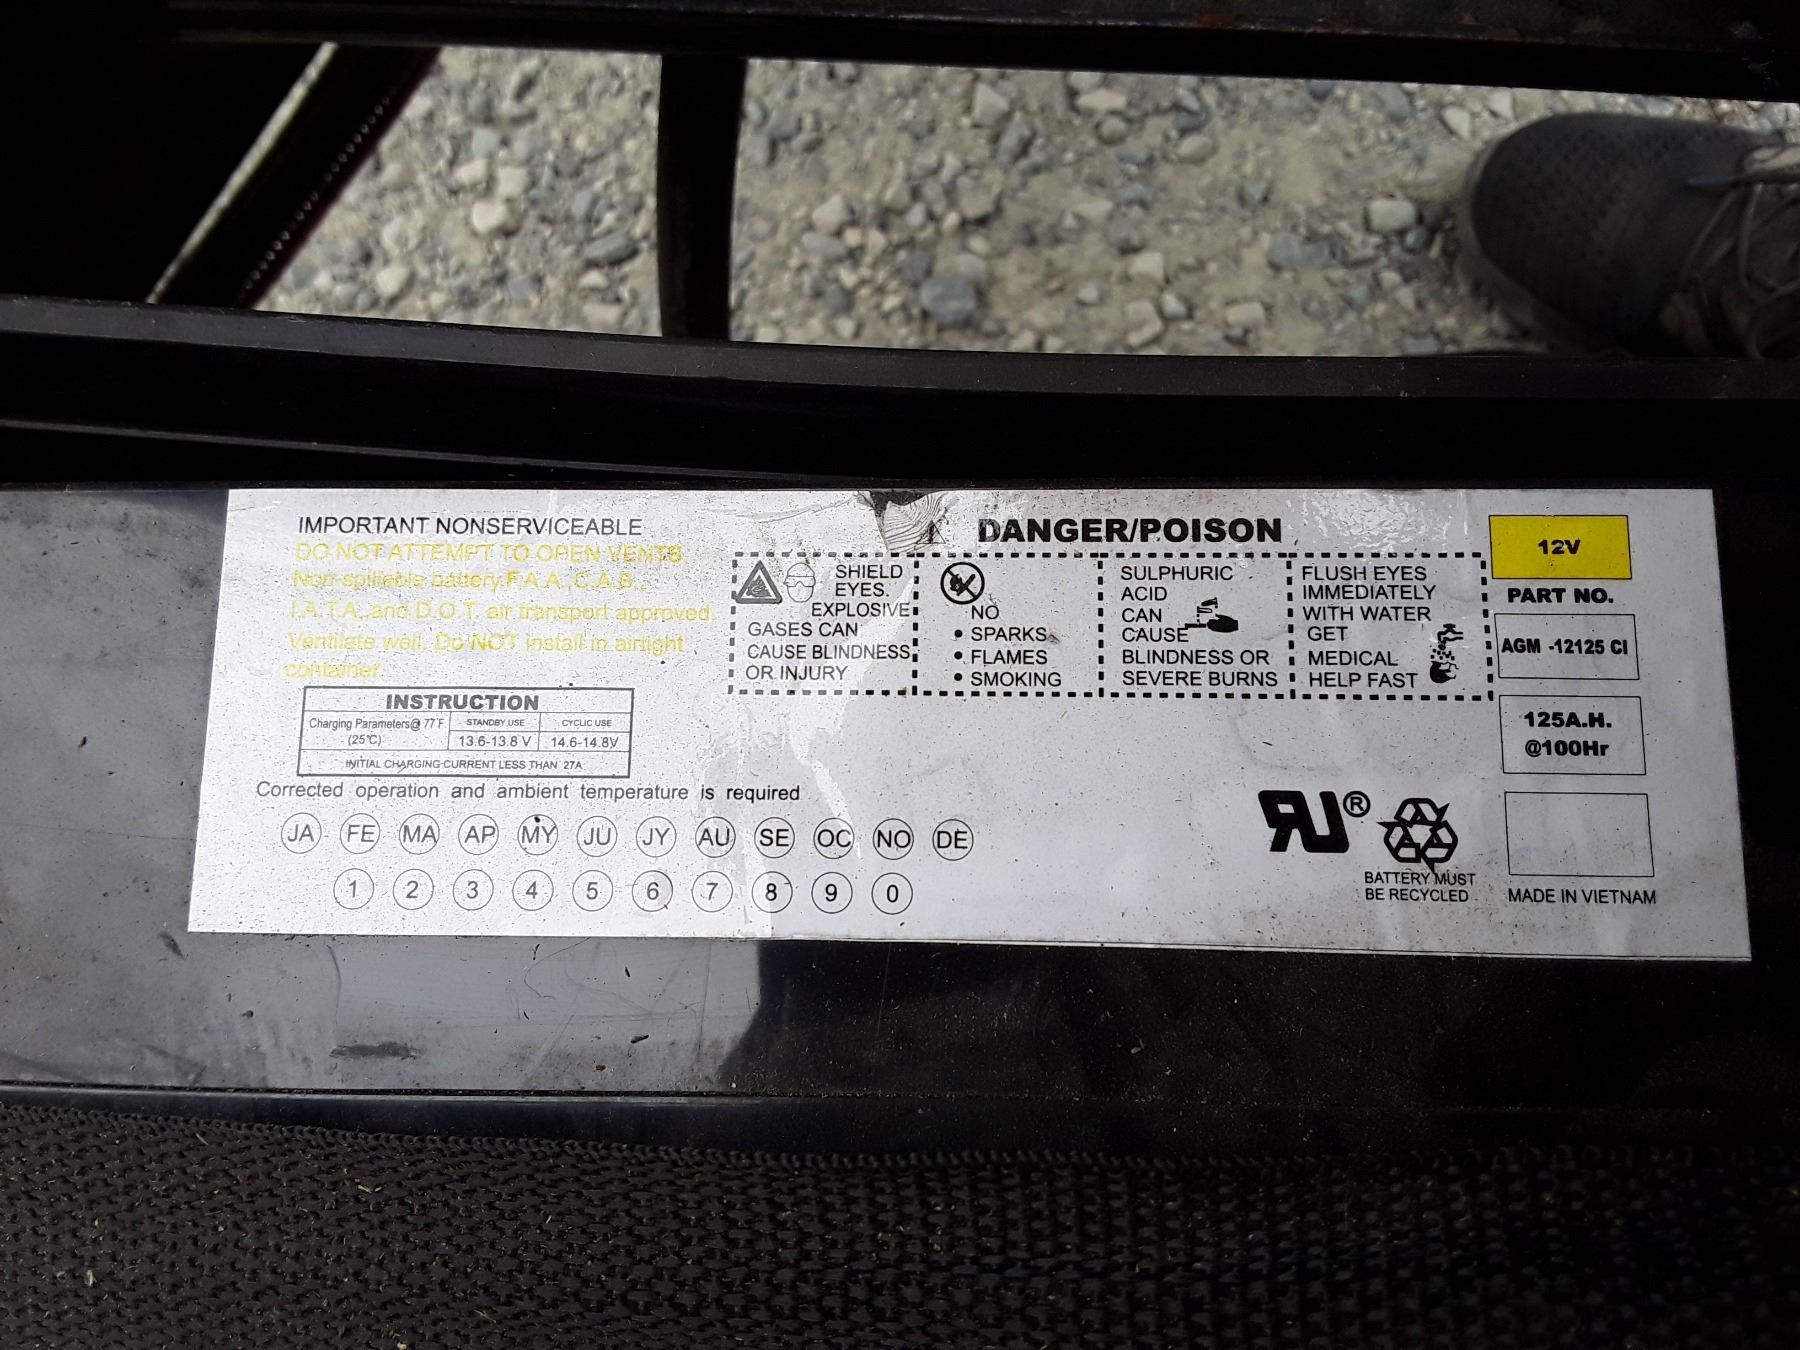 IMPORTANT NONSERVICEABLE
DO NOT ATTEMPT TO OPEN VENTS.
Non-spillable battery.F.A.A.,C.A.B.,
I.A.T.A.,and D.O.T. air transport approved.
Ventilate well. Do NOT install in airtight
container.
INSTRUCTION
Charging Parameters@ 77 F
(25℃)
STANDBY USE
CYCLIC USE
13.6-13.8 V
14.6-14.8V
INITIAL CHARGING CURRENT LESS THAN 27A
Corrected operation and ambient temperature is required
JA FE MA AP MY JU JY AU SE OC NO DE
1 2 3 4 5 6 7 8 9 0
DANGER/POISON
SHIELD
EYES.
EXPLOSIVE
GASES CAN
CAUSE BLINDNESS
OR INJURY
NO
• SPARKS
• FLAMES
• SMOKING
SULPHURIC
ACID
CAN
CAUSE
BLINDNESS OR
SEVERE BURNS
FLUSH EYES
IMMEDIATELY
WITH WATER
GET
MEDICAL
HELP FAST
12V
PART NO.
AGM -12125 CI
125A.H.
@100Hr
BATTERY MUST
BE RECYCLED
MADE IN VIETNAM